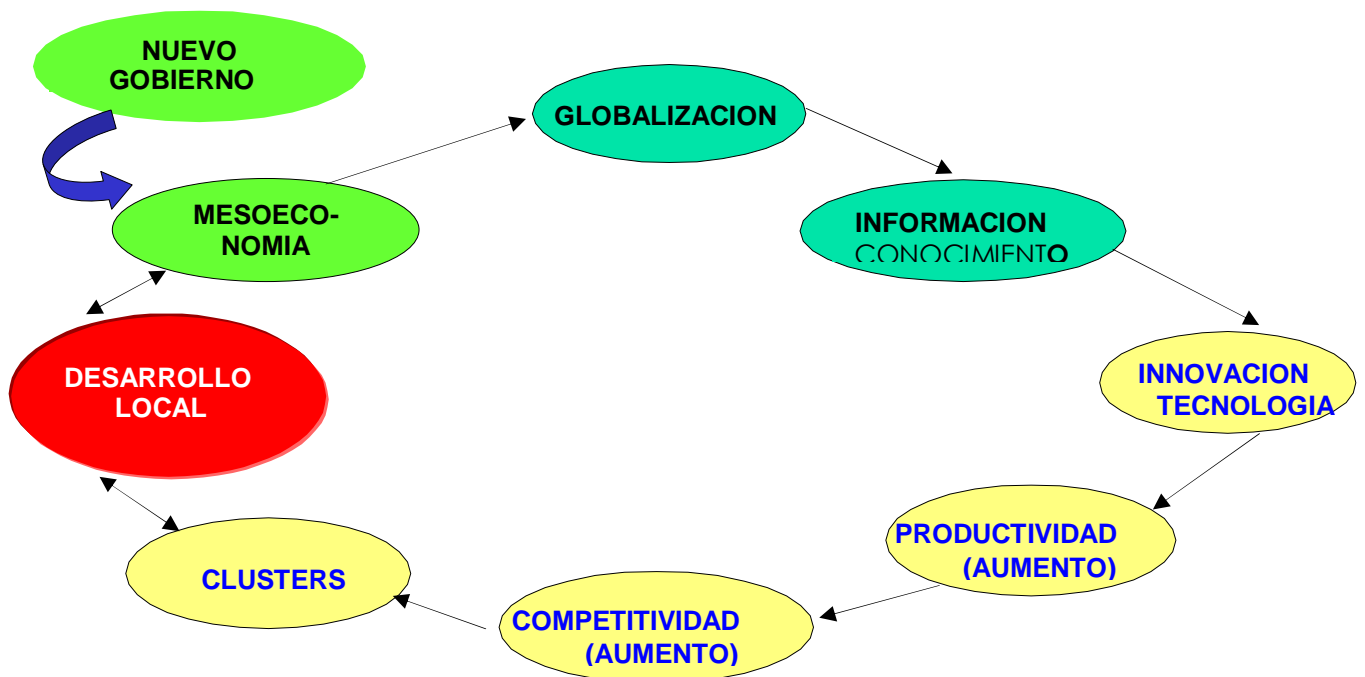 NUEVO
GOBIERNO
GLOBALIZACION
MESOECO-
NOMIA
INFORMACION
CONOCIMIENTO
DESARROLLO
LOCAL
INNOVACION
TECNOLOGIA
PRODUCTIVIDAD
(AUMENTO)
CLUSTERS
COMPETITIVIDAD
(AUMENTO)